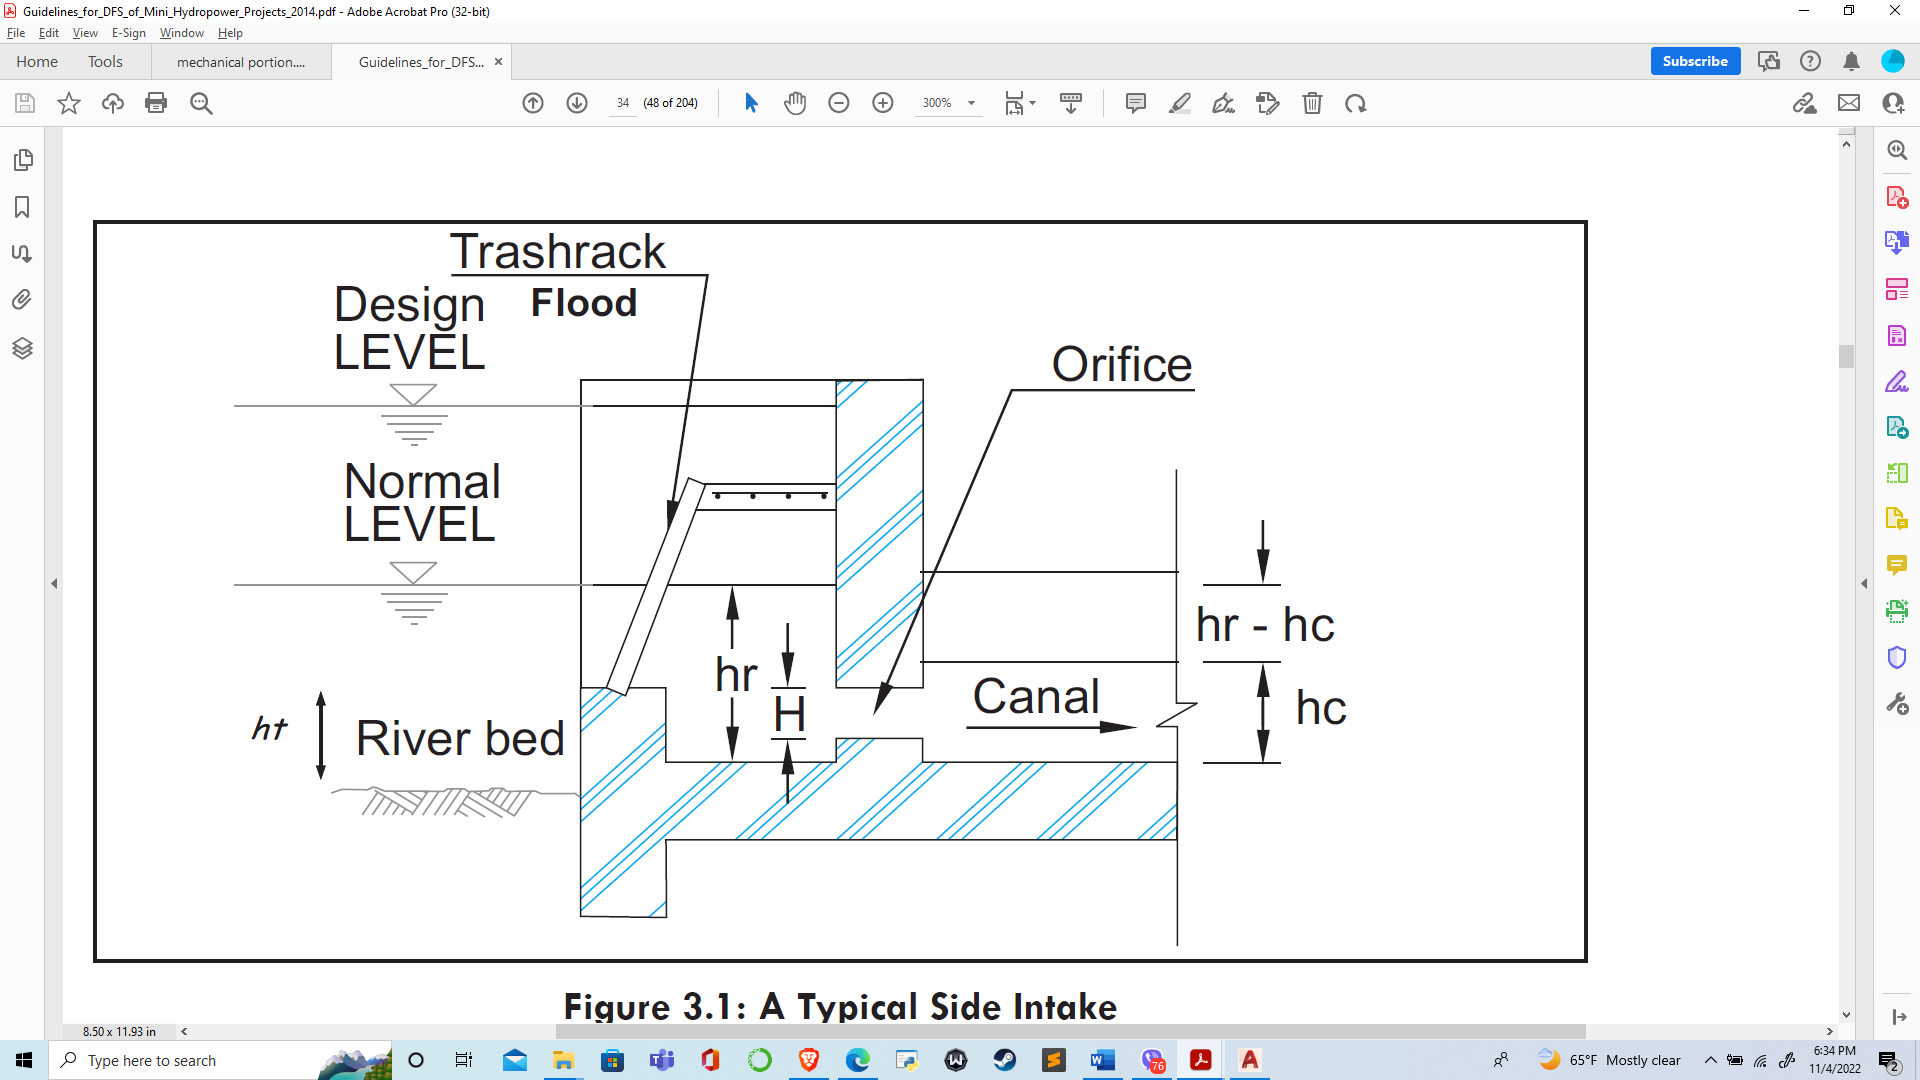 Guidelines_for_DFS_of_Mini_Hydropower_Projects_2014.pdf - Adobe Acrobat Pro (32-bit)
File Edit View E-Sign Window Help
Home Tools mechanical portion.... Guidelines_for_DFS... ×
Subscribe
34 (48 of 204) 300%
Trashrack
Design Flood
LEVEL
Orifice
Normal
LEVEL
hr - hc
hr
H
Canal
hc
ht
River bed
Figure 3.1: A Typical Side Intake
8.50 x 11.93 in
Type here to search
76
65°F Mostly clear
6:34 PM
11/4/2022
2